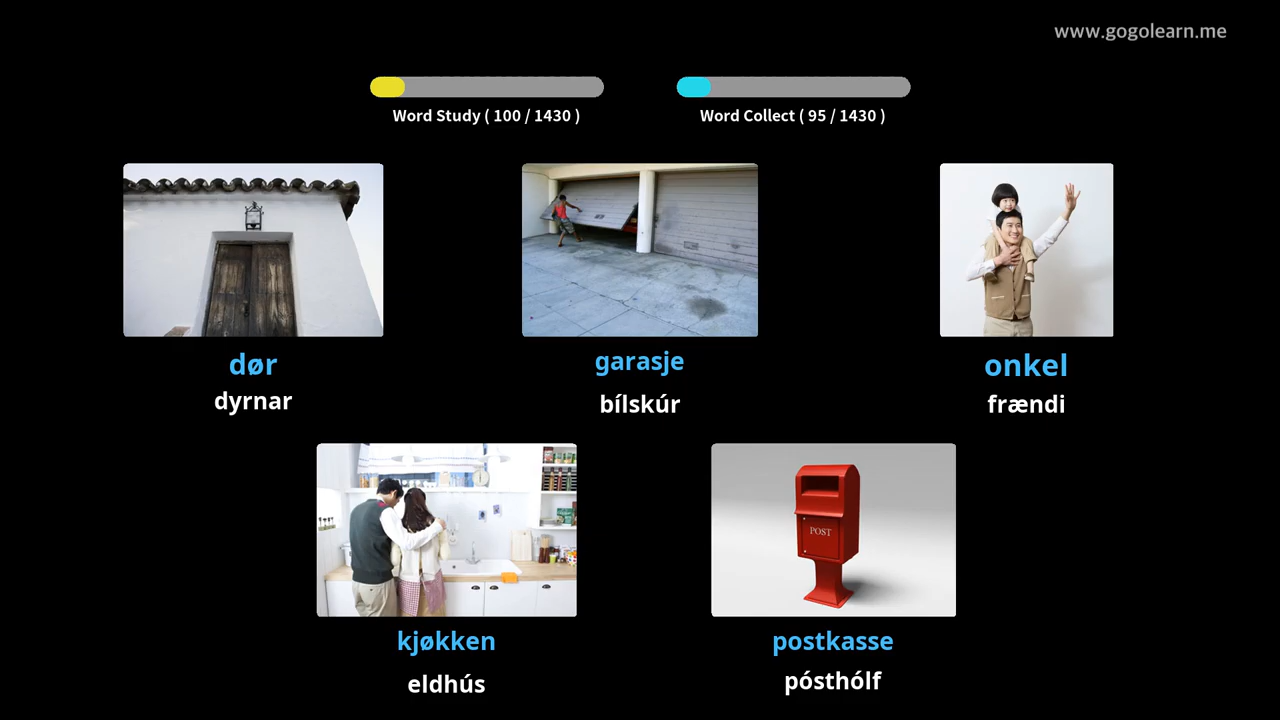 www.gogolearn.me
Word Study ( 100 / 1430 )
Word Collect ( 95 / 1430 )
dør
dyrnar
garasje
bílskúr
onkel
frændi
POST
kjøkken
eldhús
postkasse
pósthólf